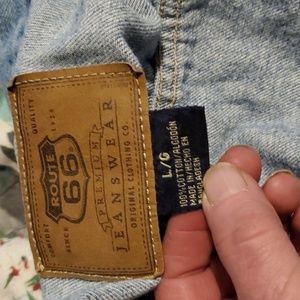 QUALITY
1926
ROUTE
66
COMFORT
SINCE
PREMIUM
JEANSWEAR
ORIGINAL CLOTHING CO
L/G
100% COTTON/ALGODÓN
MADE IN/HECHO EN
BANGLADESH